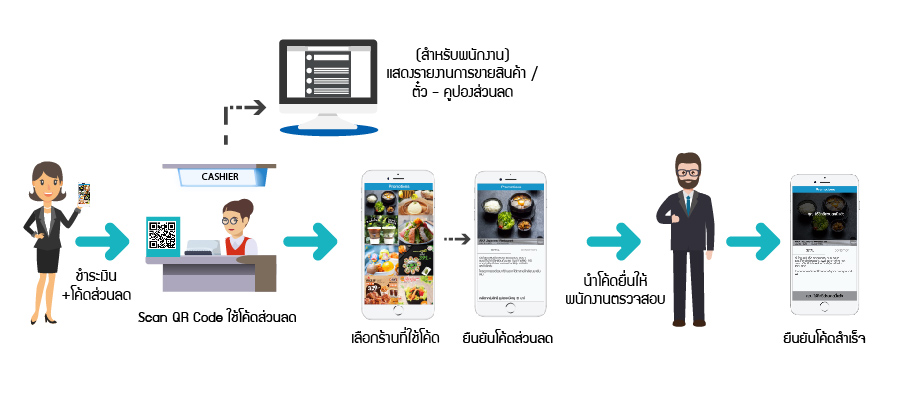 (สำหรับพนักงาน)
แสดงรายงานการขายสินค้า /
ตั๋ว - คูปองส่วนลด
CASHIER
ชำระเงิน
+โค้ดส่วนลด
Scan QR Code ใช้โค้ดส่วนลด
Promotions
เลือกร้านที่ใช้โค้ด
ยืนยันโค้ดส่วนลด
นำโค้ดยื่นให้
พนักงานตรวจสอบ
ยืนยันโค้ดสำเร็จ